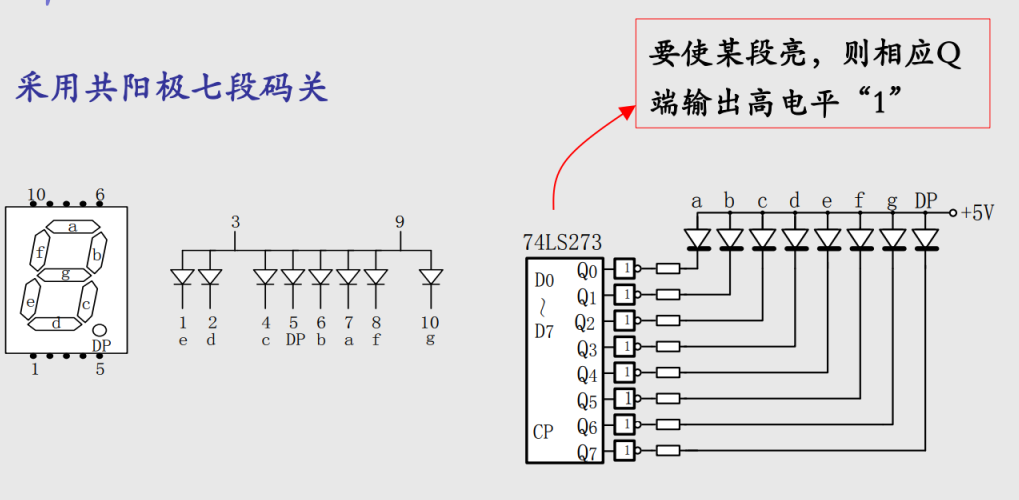 采用共阳极七段码关
要使某段亮，则相应Q
端输出高电平“1”
10 6
a
f b
g
e c
d
DP
1 5
3 9
1 2 4 5 6 7 8 10
e d c DP b a f g
a b c d e f g DP
+5V
74LS273
D0
~
D7
CP
Q0 1
Q1 1
Q2 1
Q3 1
Q4 1
Q5 1
Q6 1
Q7 1